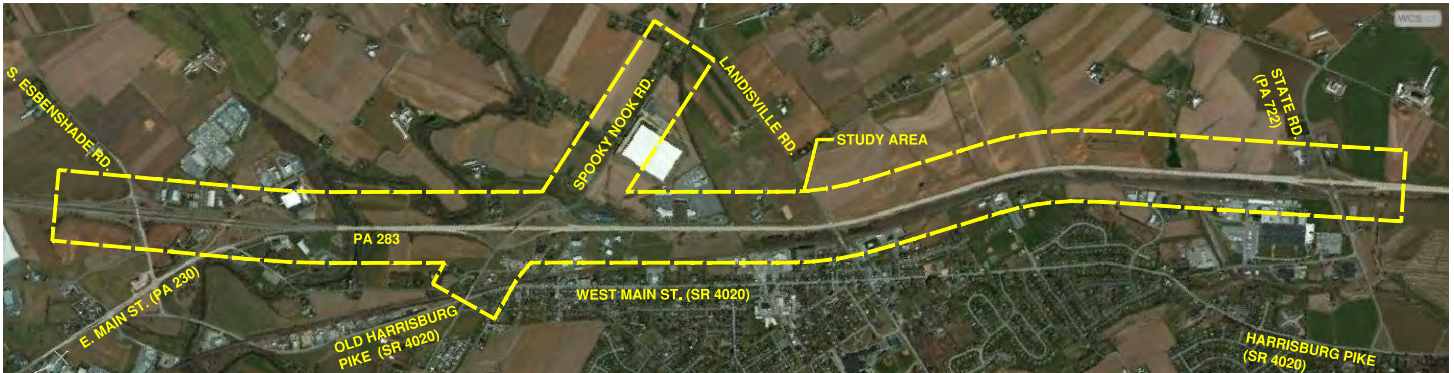 WCS
S. ESBENSHADE RD.
SPOOKY NOOK RD.
LANDISVILLE RD.
STUDY AREA
STATE RD.
(PA 722)
PA 283
E. MAIN ST. (PA 230)
OLD HARRISBURG
PIKE (SR 4020)
WEST MAIN ST. (SR 4020)
HARRISBURG PIKE
(SR 4020)